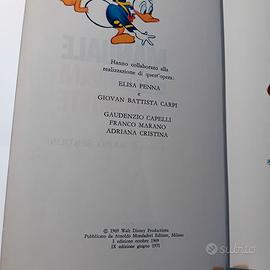 Hanno collaborato alla
realizzazione di quest'opera:
ELISA PENNA
e
GIOVAN BATTISTA CARPI
GAUDENZIO CAPELLI
FRANCO MARANO
ADRIANA CRISTINA
© 1969 Walt Disney Productions
Pubblicato da Arnoldo Mondadori Editore, Milano
I edizione ottobre 1969
IX edizione giugno 1971
subito